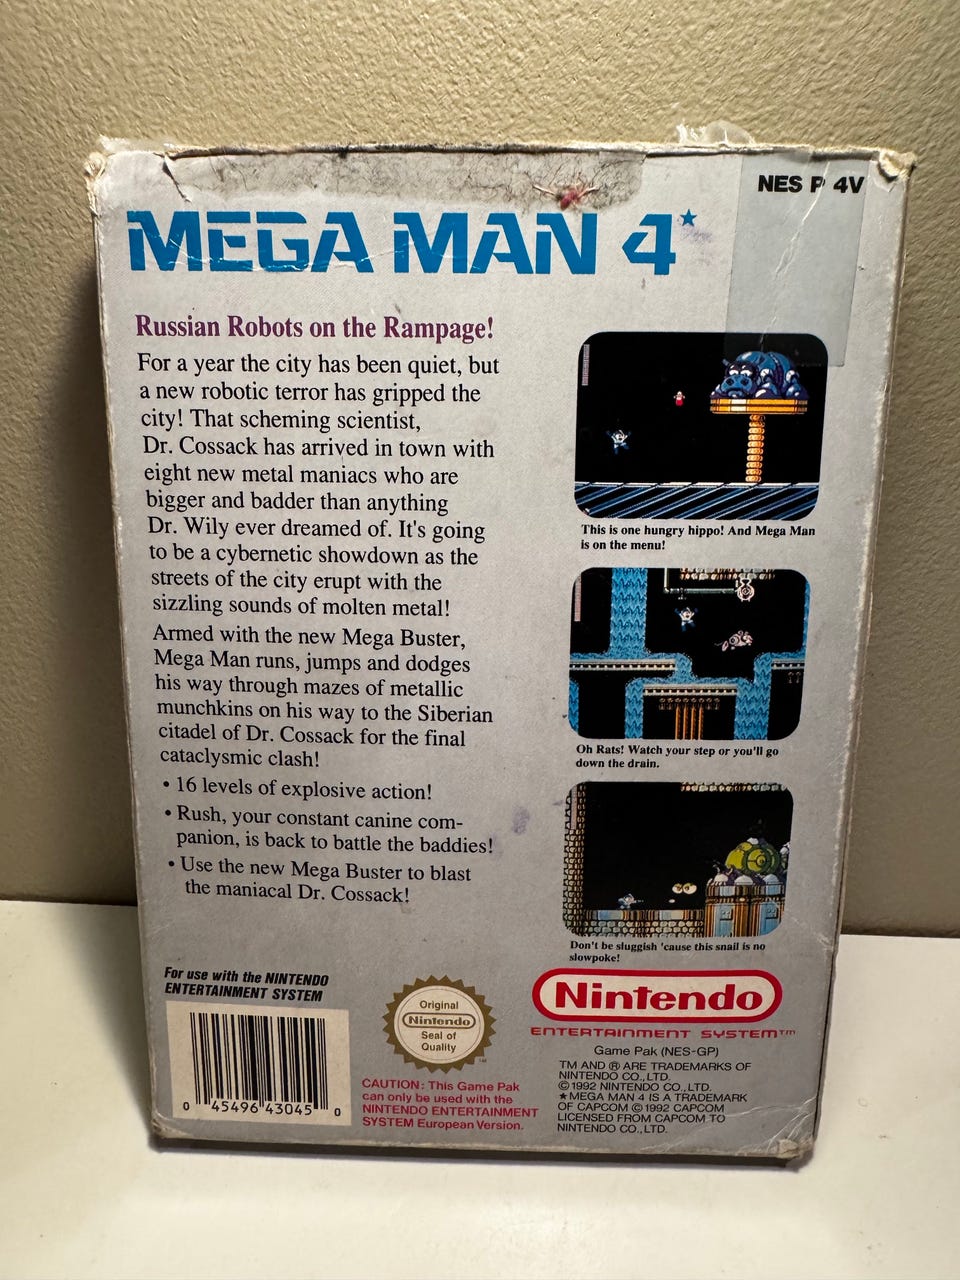 NES P 4V
MEGA MAN 4★
Russian Robots on the Rampage!
For a year the city has been quiet, but
a new robotic terror has gripped the
city! That scheming scientist,
Dr. Cossack has arrived in town with
eight new metal maniacs who are
bigger and badder than anything
Dr. Wily ever dreamed of. It's going
to be a cybernetic showdown as the
streets of the city erupt with the
sizzling sounds of molten metal!
Armed with the new Mega Buster,
Mega Man runs, jumps and dodges
his way through mazes of metallic
munchkins on his way to the Siberian
citadel of Dr. Cossack for the final
cataclysmic clash!
• 16 levels of explosive action!
• Rush, your constant canine com-
panion, is back to battle the baddies!
• Use the new Mega Buster to blast
the maniacal Dr. Cossack!
This is one hungry hippo! And Mega Man
is on the menu!
Oh Rats! Watch your step or you'll go
down the drain.
Don't be sluggish 'cause this snail is no
slowpoke!
For use with the NINTENDO
ENTERTAINMENT SYSTEM
0 45496 43045 0
Original
Nintendo
Seal of
Quality
CAUTION: This Game Pak
can only be used with the
NINTENDO ENTERTAINMENT
SYSTEM European Version.
Nintendo
ENTERTAINMENT SYSTEM™
Game Pak (NES-GP)
TM AND ® ARE TRADEMARKS OF
NINTENDO CO., LTD.
© 1992 NINTENDO CO., LTD.
★ MEGA MAN 4 IS A TRADEMARK
OF CAPCOM © 1992 CAPCOM
LICENSED FROM CAPCOM TO
NINTENDO CO., LTD.